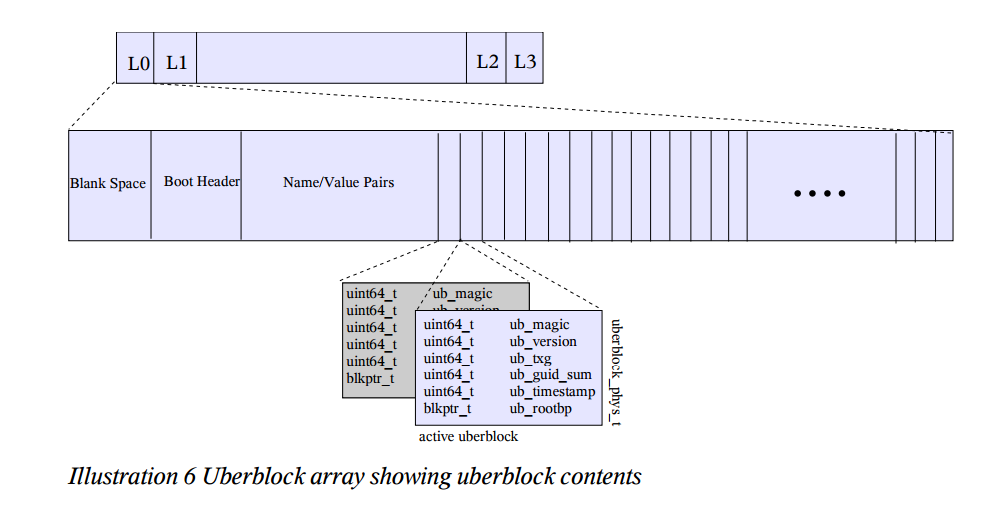 L0 L1 L2 L3
Blank Space Boot Header Name/Value Pairs
uint64_t ub_magic
uint64_t ub_version
uint64_t
uint64_t
uint64_t
blkptr_t
uint64_t ub_magic
uint64_t ub_version
uint64_t ub_txg
uint64_t ub_guid_sum
uint64_t ub_timestamp
blkptr_t ub_rootbp
uberblock_phys_t
active uberblock
Illustration 6 Uberblock array showing uberblock contents